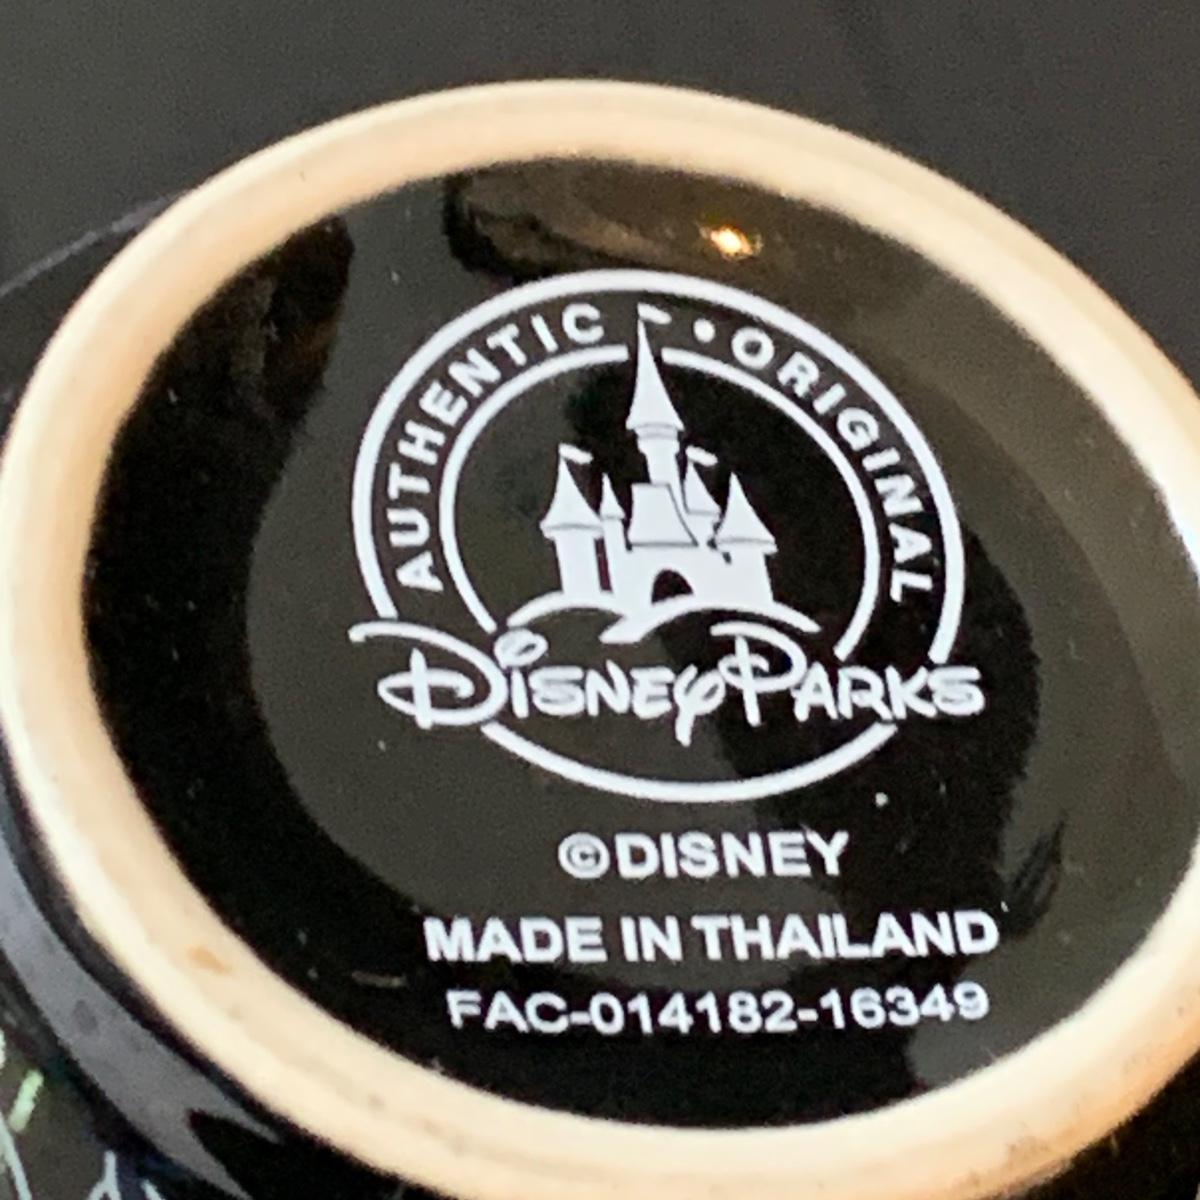 AUTHENTIC • ORIGINAL
DISNEY PARKS
©DISNEY
MADE IN THAILAND
FAC-014182-16349